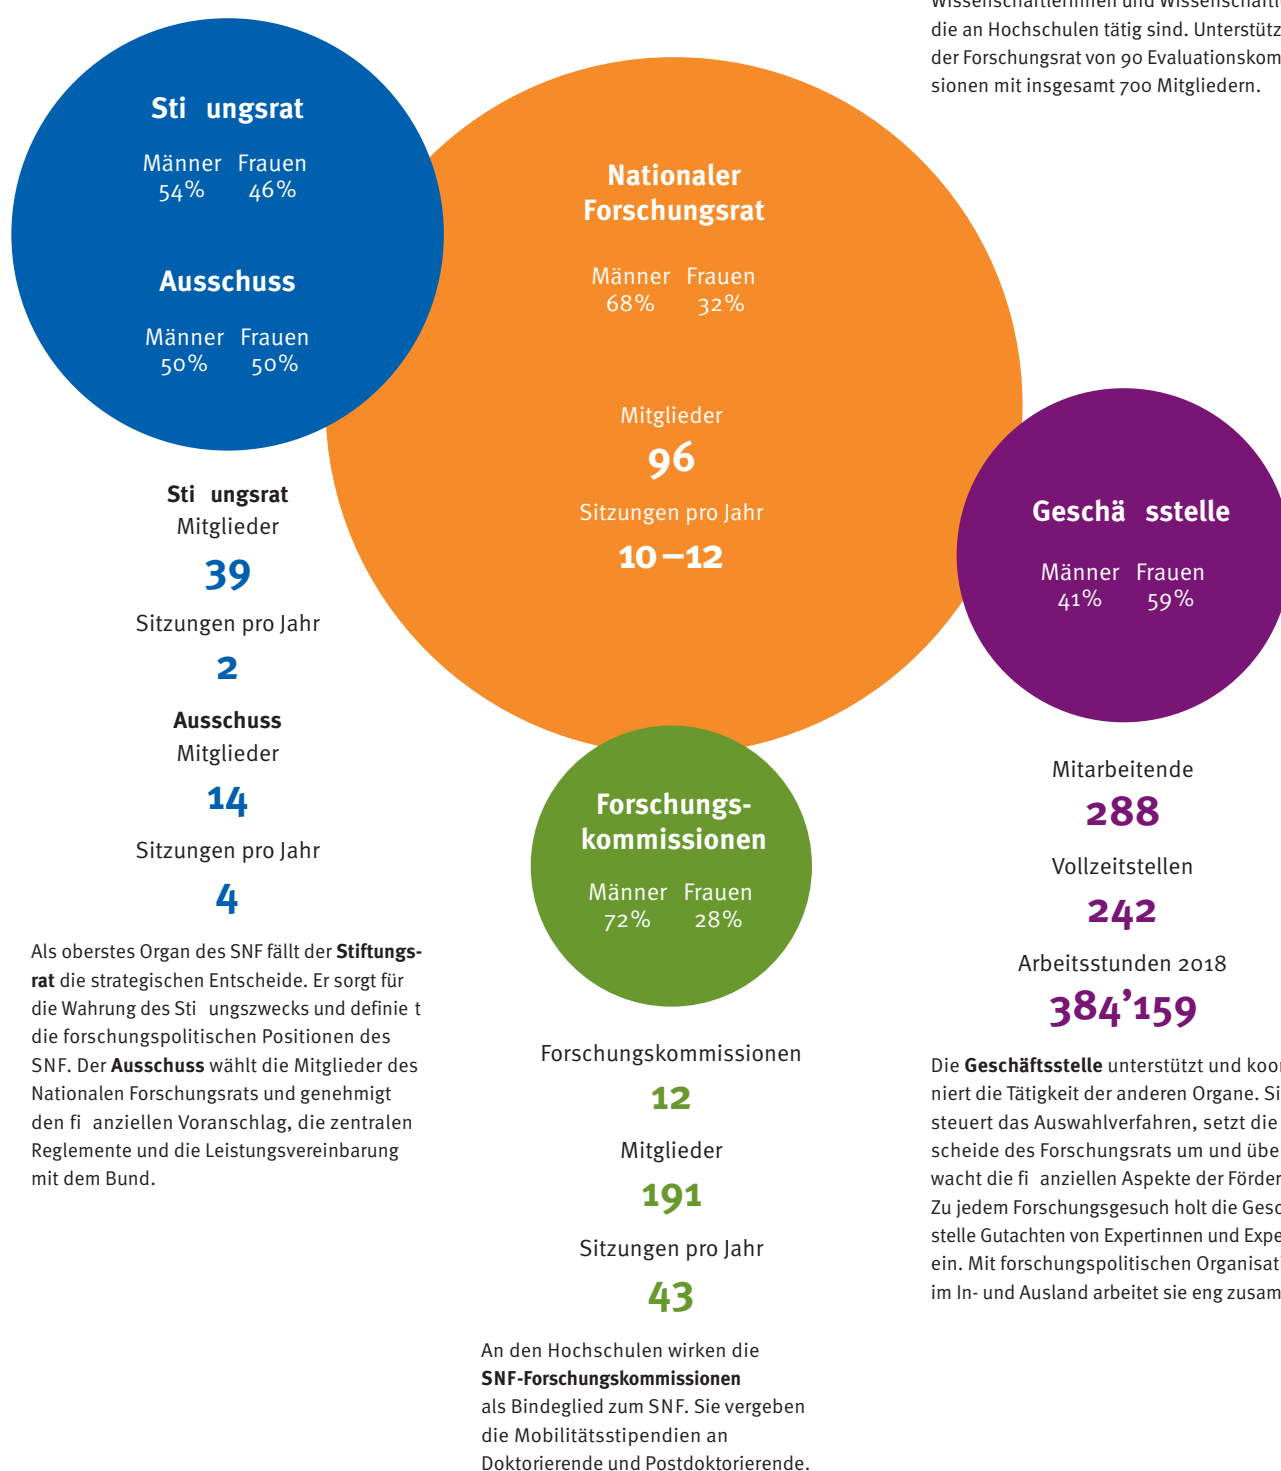 Wissenschaftlerinnen und Wissenschaftle
die an Hochschulen tätig sind. Unterstütz
der Forschungsrat von 90 Evaluationskom
sionen mit insgesamt 700 Mitgliedern.
Sti ungsrat
Männer Frauen
54% 46%
Ausschuss
Männer Frauen
50% 50%
Nationaler
Forschungsrat
Männer Frauen
68% 32%
Mitglieder
96
Sitzungen pro Jahr
10–12
Sti ungsrat
Mitglieder
39
Sitzungen pro Jahr
2
Ausschuss
Mitglieder
14
Sitzungen pro Jahr
4
Als oberstes Organ des SNF fällt der Stiftungs-
rat die strategischen Entscheide. Er sorgt für
die Wahrung des Sti ungszwecks und definie t
die forschungspolitischen Positionen des
SNF. Der Ausschuss wählt die Mitglieder des
Nationalen Forschungsrats und genehmigt
den fi anziellen Voranschlag, die zentralen
Reglemente und die Leistungsvereinbarung
mit dem Bund.
Forschungs-
kommissionen
Männer Frauen
72% 28%
Forschungskommissionen
12
Mitglieder
191
Sitzungen pro Jahr
43
An den Hochschulen wirken die
SNF-Forschungskommissionen
als Bindeglied zum SNF. Sie vergeben
die Mobilitätsstipendien an
Doktorierende und Postdoktorierende.
Geschä sstelle
Männer Frauen
41% 59%
Mitarbeitende
288
Vollzeitstellen
242
Arbeitsstunden 2018
384’159
Die Geschäftsstelle unterstützt und koor
niert die Tätigkeit der anderen Organe. Si
steuert das Auswahlverfahren, setzt die
scheide des Forschungsrats um und übe
wacht die fi anziellen Aspekte der Förder
Zu jedem Forschungsgesuch holt die Gesc
stelle Gutachten von Expertinnen und Expe
ein. Mit forschungspolitischen Organisati
im In- und Ausland arbeitet sie eng zusam